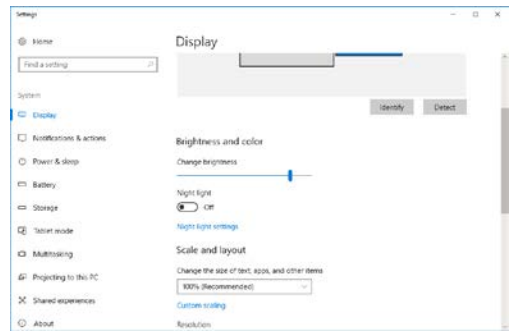 Settings
Home
Find a setting
System
Display
Notifications & actions
Power & sleep
Battery
Storage
Tablet mode
Multitasking
Projecting to this PC
Shared experiences
About
Display
Identify
Detect
Brightness and color
Change brightness
Night light
Off
Night light settings
Scale and layout
Change the size of text, apps, and other items
100% (Recommended)
Custom scaling
Resolution